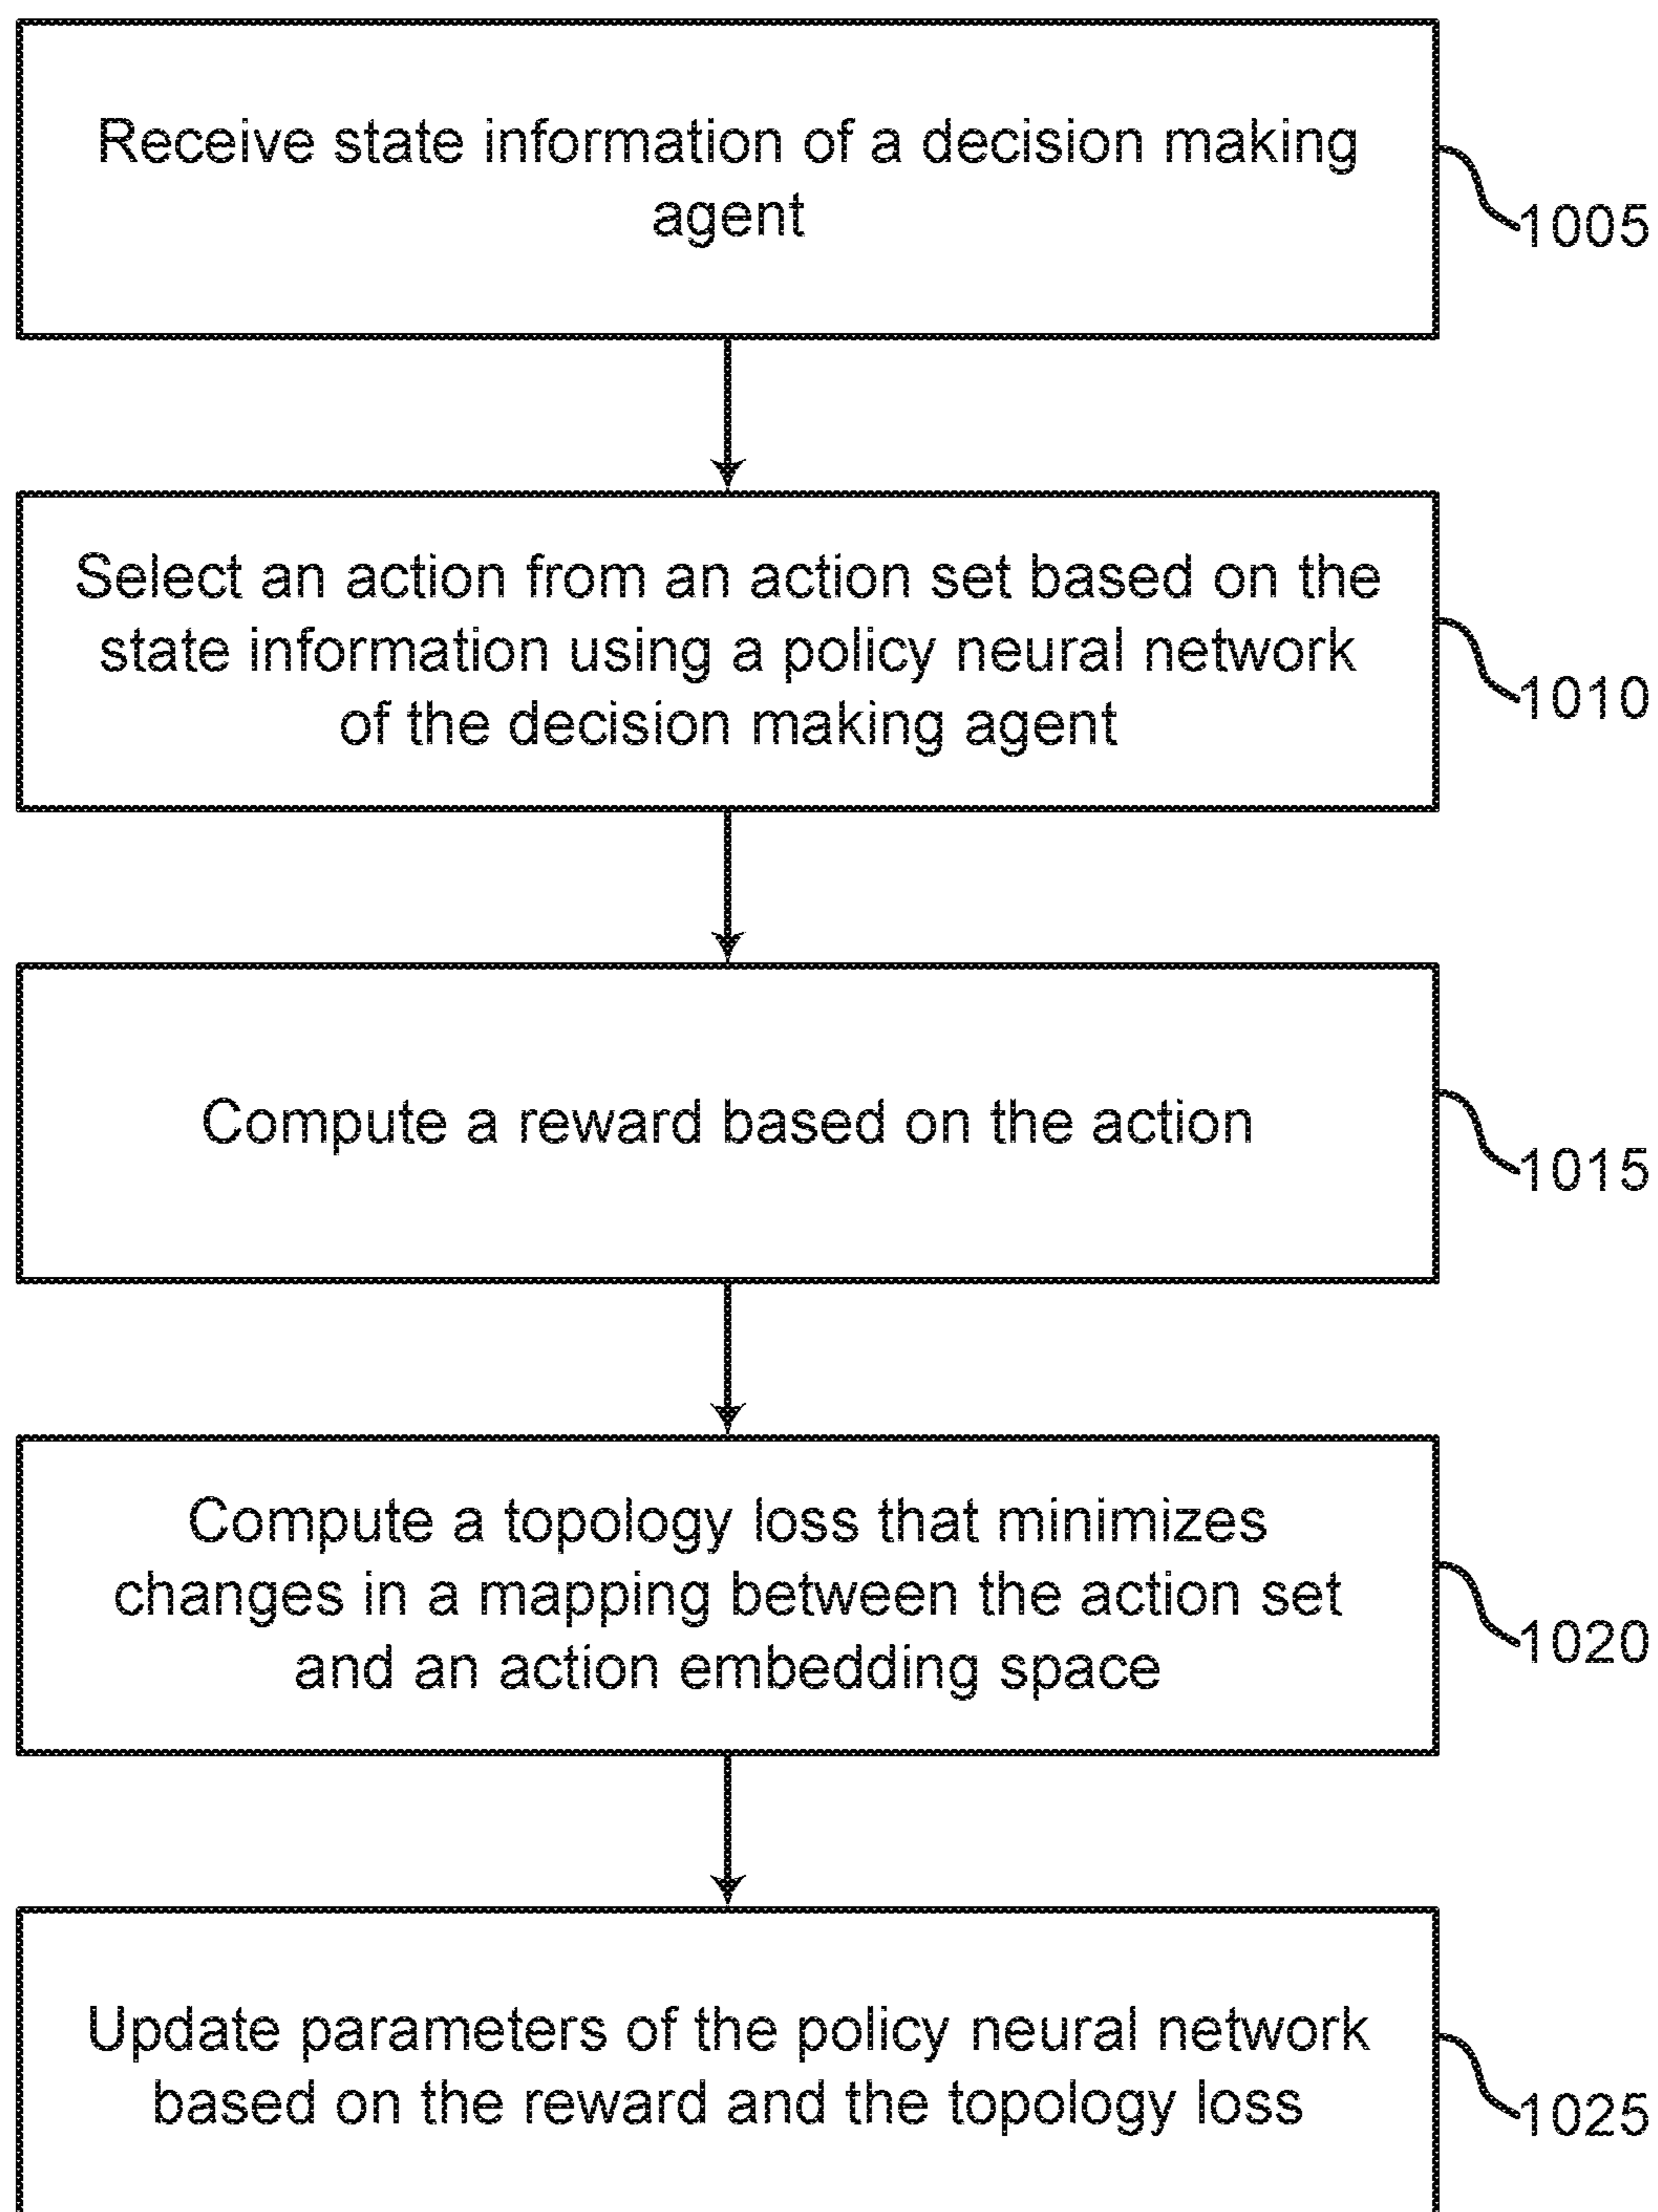 Receive state information of a decision making
agent
1005
Select an action from an action set based on the
state information using a policy neural network
of the decision making agent
1010
Compute a reward based on the action
1015
Compute a topology loss that minimizes
changes in a mapping between the action set
and an action embedding space
1020
Update parameters of the policy neural network
based on the reward and the topology loss
1025